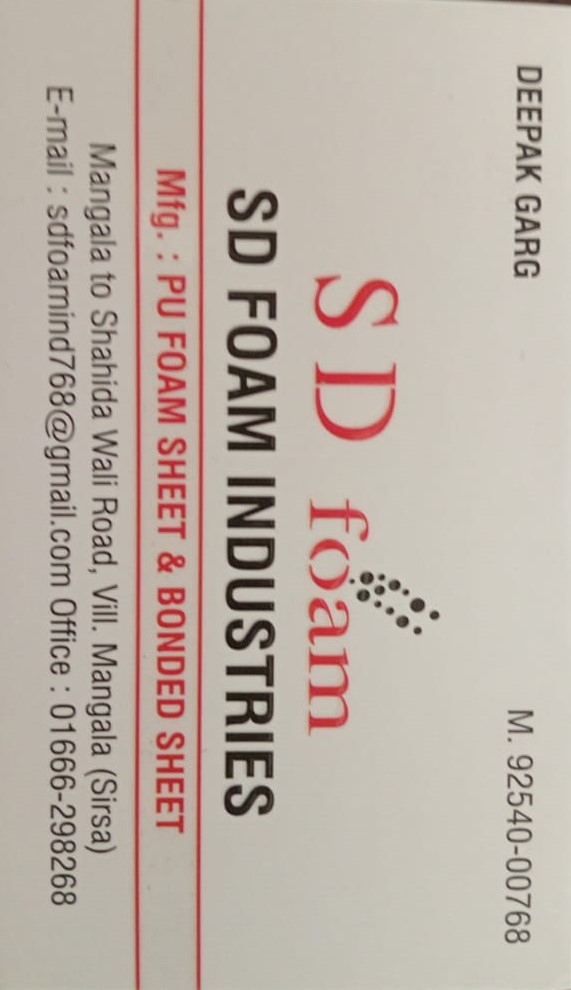 DEEPAK GARG
M. 92540-00768
S D foam
SD FOAM INDUSTRIES
Mfg. : PU FOAM SHEET & BONDED SHEET
Mangala to Shahida Wali Road, Vill. Mangala (Sirsa)
E-mail : sdfoamind768@gmail.com Office : 01666-298268